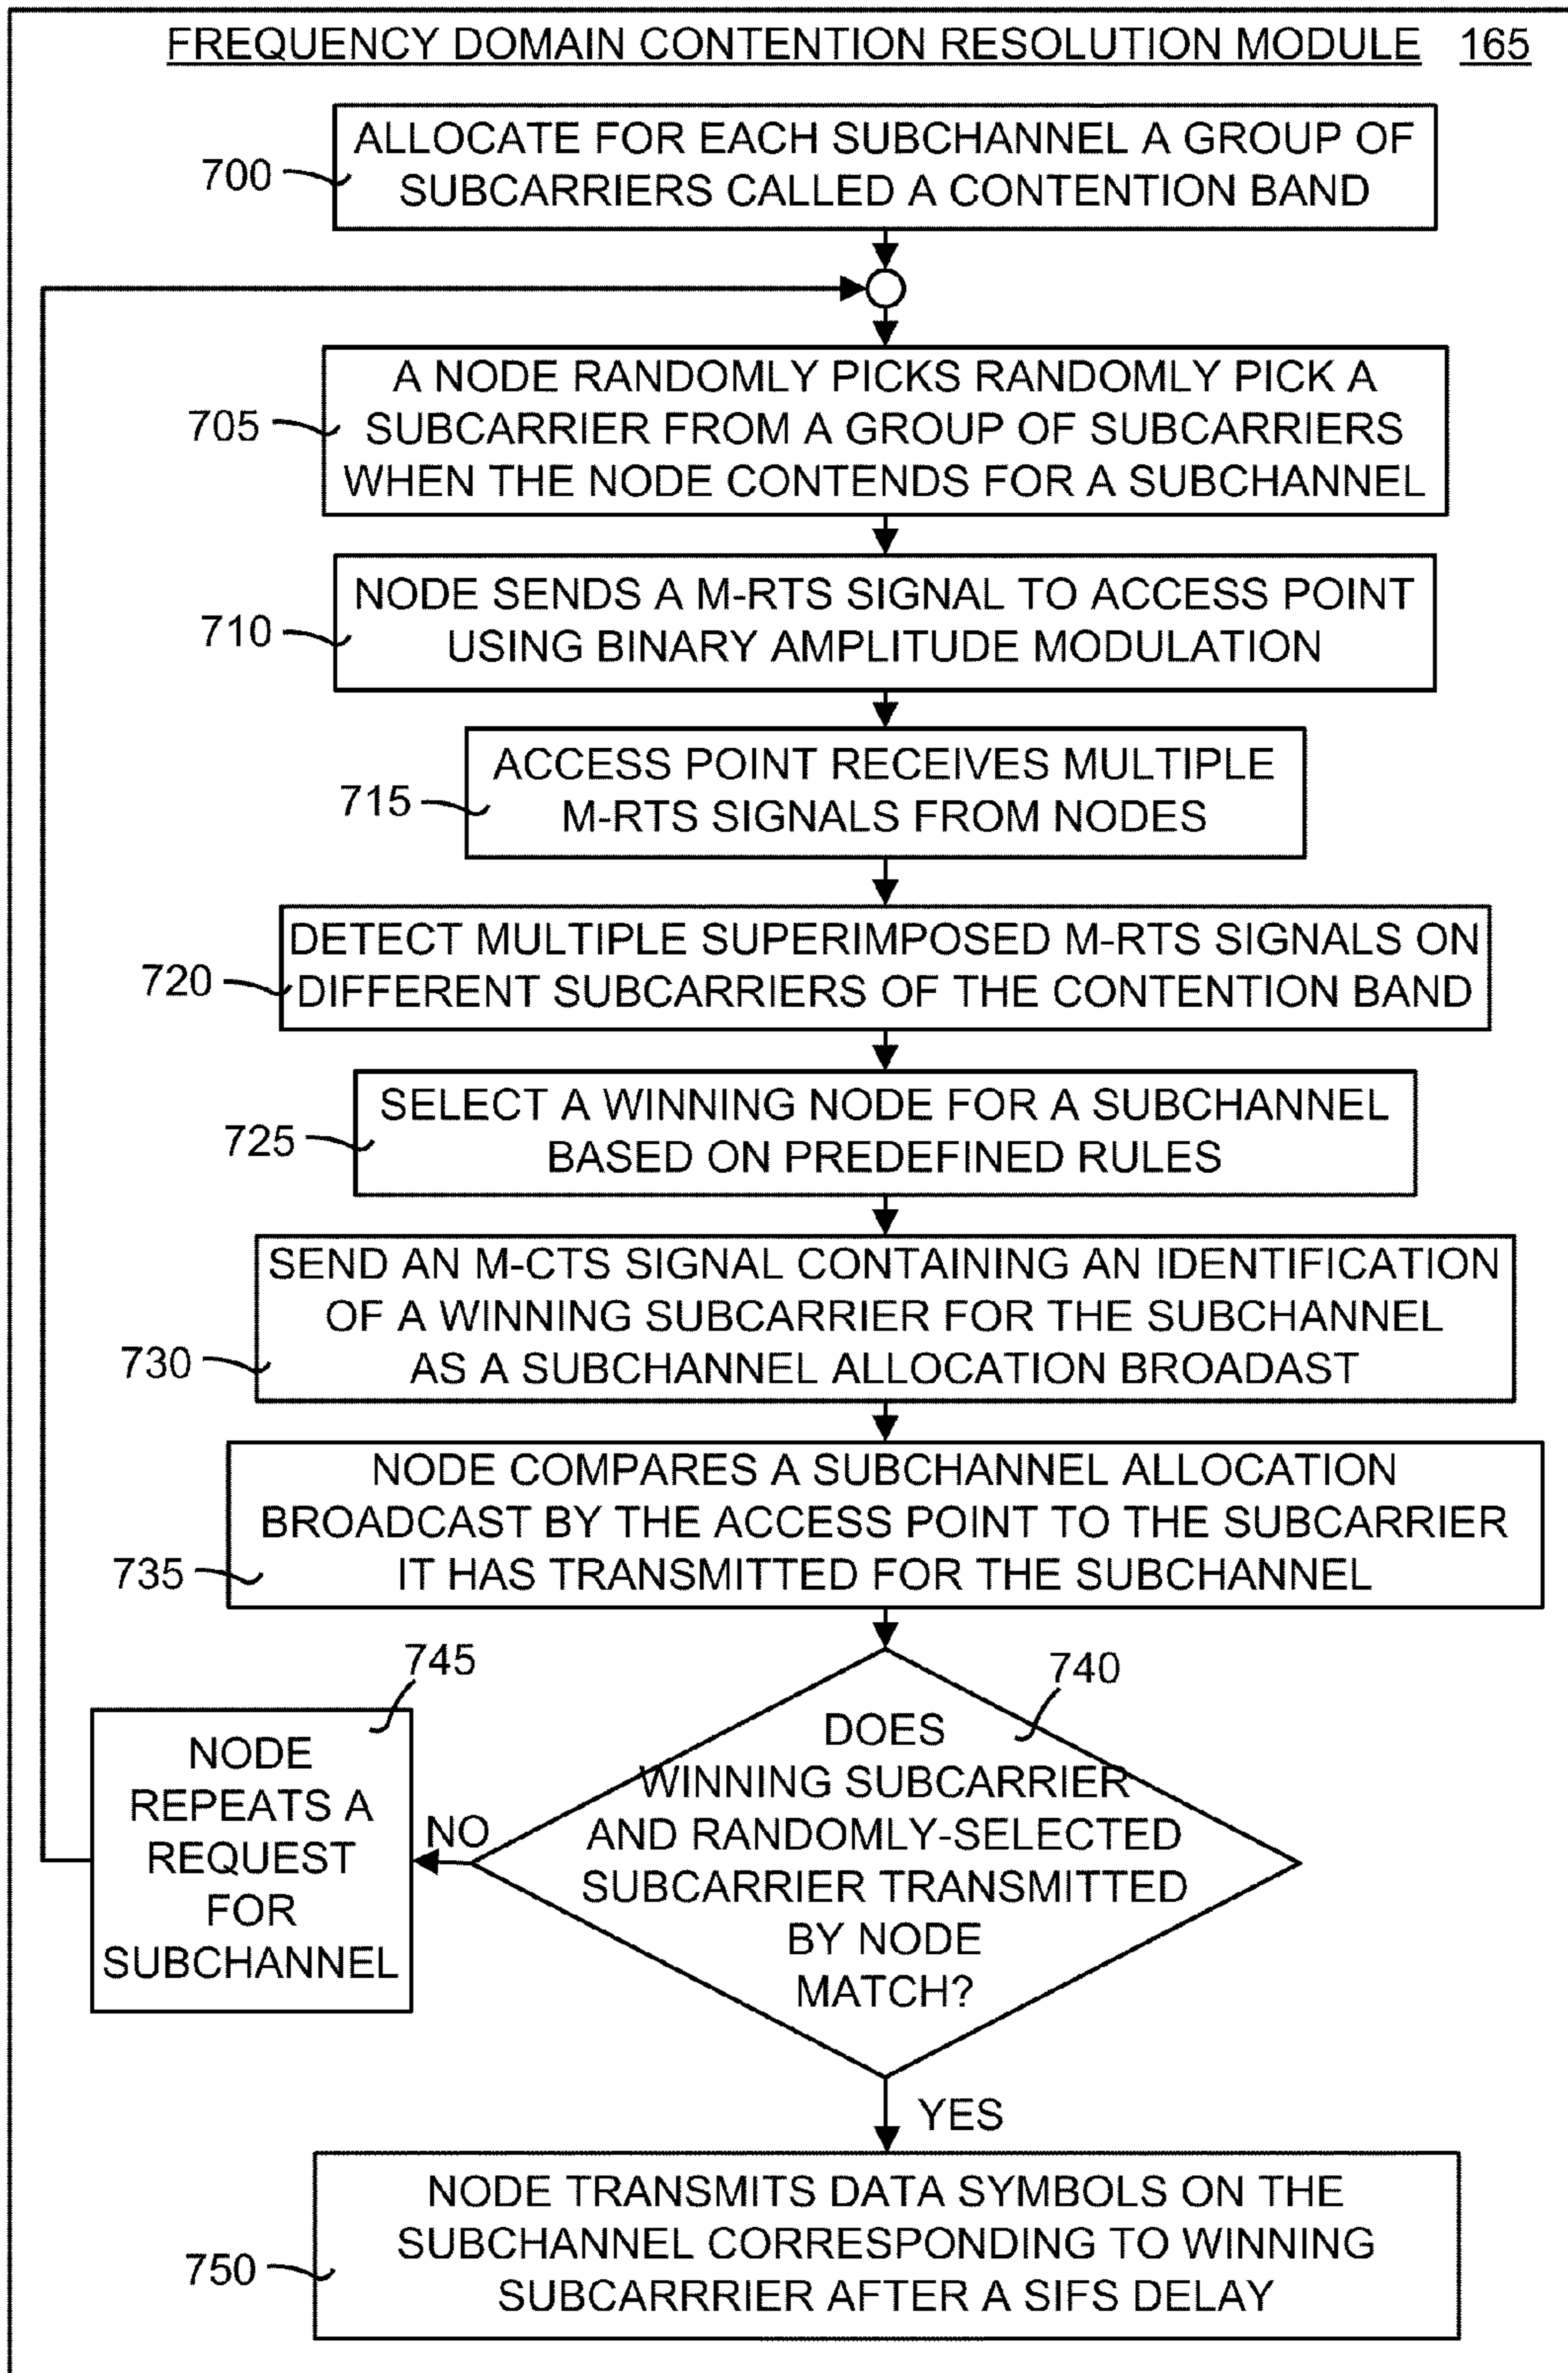 FREQUENCY DOMAIN CONTENTION RESOLUTION MODULE 165
ALLOCATE FOR EACH SUBCHANNEL A GROUP OF
SUBCARRIERS CALLED A CONTENTION BAND
700
A NODE RANDOMLY PICKS RANDOMLY PICK A
SUBCARRIER FROM A GROUP OF SUBCARRIERS
WHEN THE NODE CONTENDS FOR A SUBCHANNEL
705
NODE SENDS A M-RTS SIGNAL TO ACCESS POINT
USING BINARY AMPLITUDE MODULATION
710
ACCESS POINT RECEIVES MULTIPLE
M-RTS SIGNALS FROM NODES
715
DETECT MULTIPLE SUPERIMPOSED M-RTS SIGNALS ON
DIFFERENT SUBCARRIERS OF THE CONTENTION BAND
720
SELECT A WINNING NODE FOR A SUBCHANNEL
BASED ON PREDEFINED RULES
725
SEND AN M-CTS SIGNAL CONTAINING AN IDENTIFICATION
OF A WINNING SUBCARRIER FOR THE SUBCHANNEL
AS A SUBCHANNEL ALLOCATION BROADAST
730
NODE COMPARES A SUBCHANNEL ALLOCATION
BROADCAST BY THE ACCESS POINT TO THE SUBCARRIER
IT HAS TRANSMITTED FOR THE SUBCHANNEL
735
740
DOES
WINNING SUBCARRIER
AND RANDOMLY-SELECTED
SUBCARRIER TRANSMITTED
BY NODE
MATCH?
NO
745
NODE
REPEATS A
REQUEST
FOR
SUBCHANNEL
YES
NODE TRANSMITS DATA SYMBOLS ON THE
SUBCHANNEL CORRESPONDING TO WINNING
SUBCARRRIER AFTER A SIFS DELAY
750